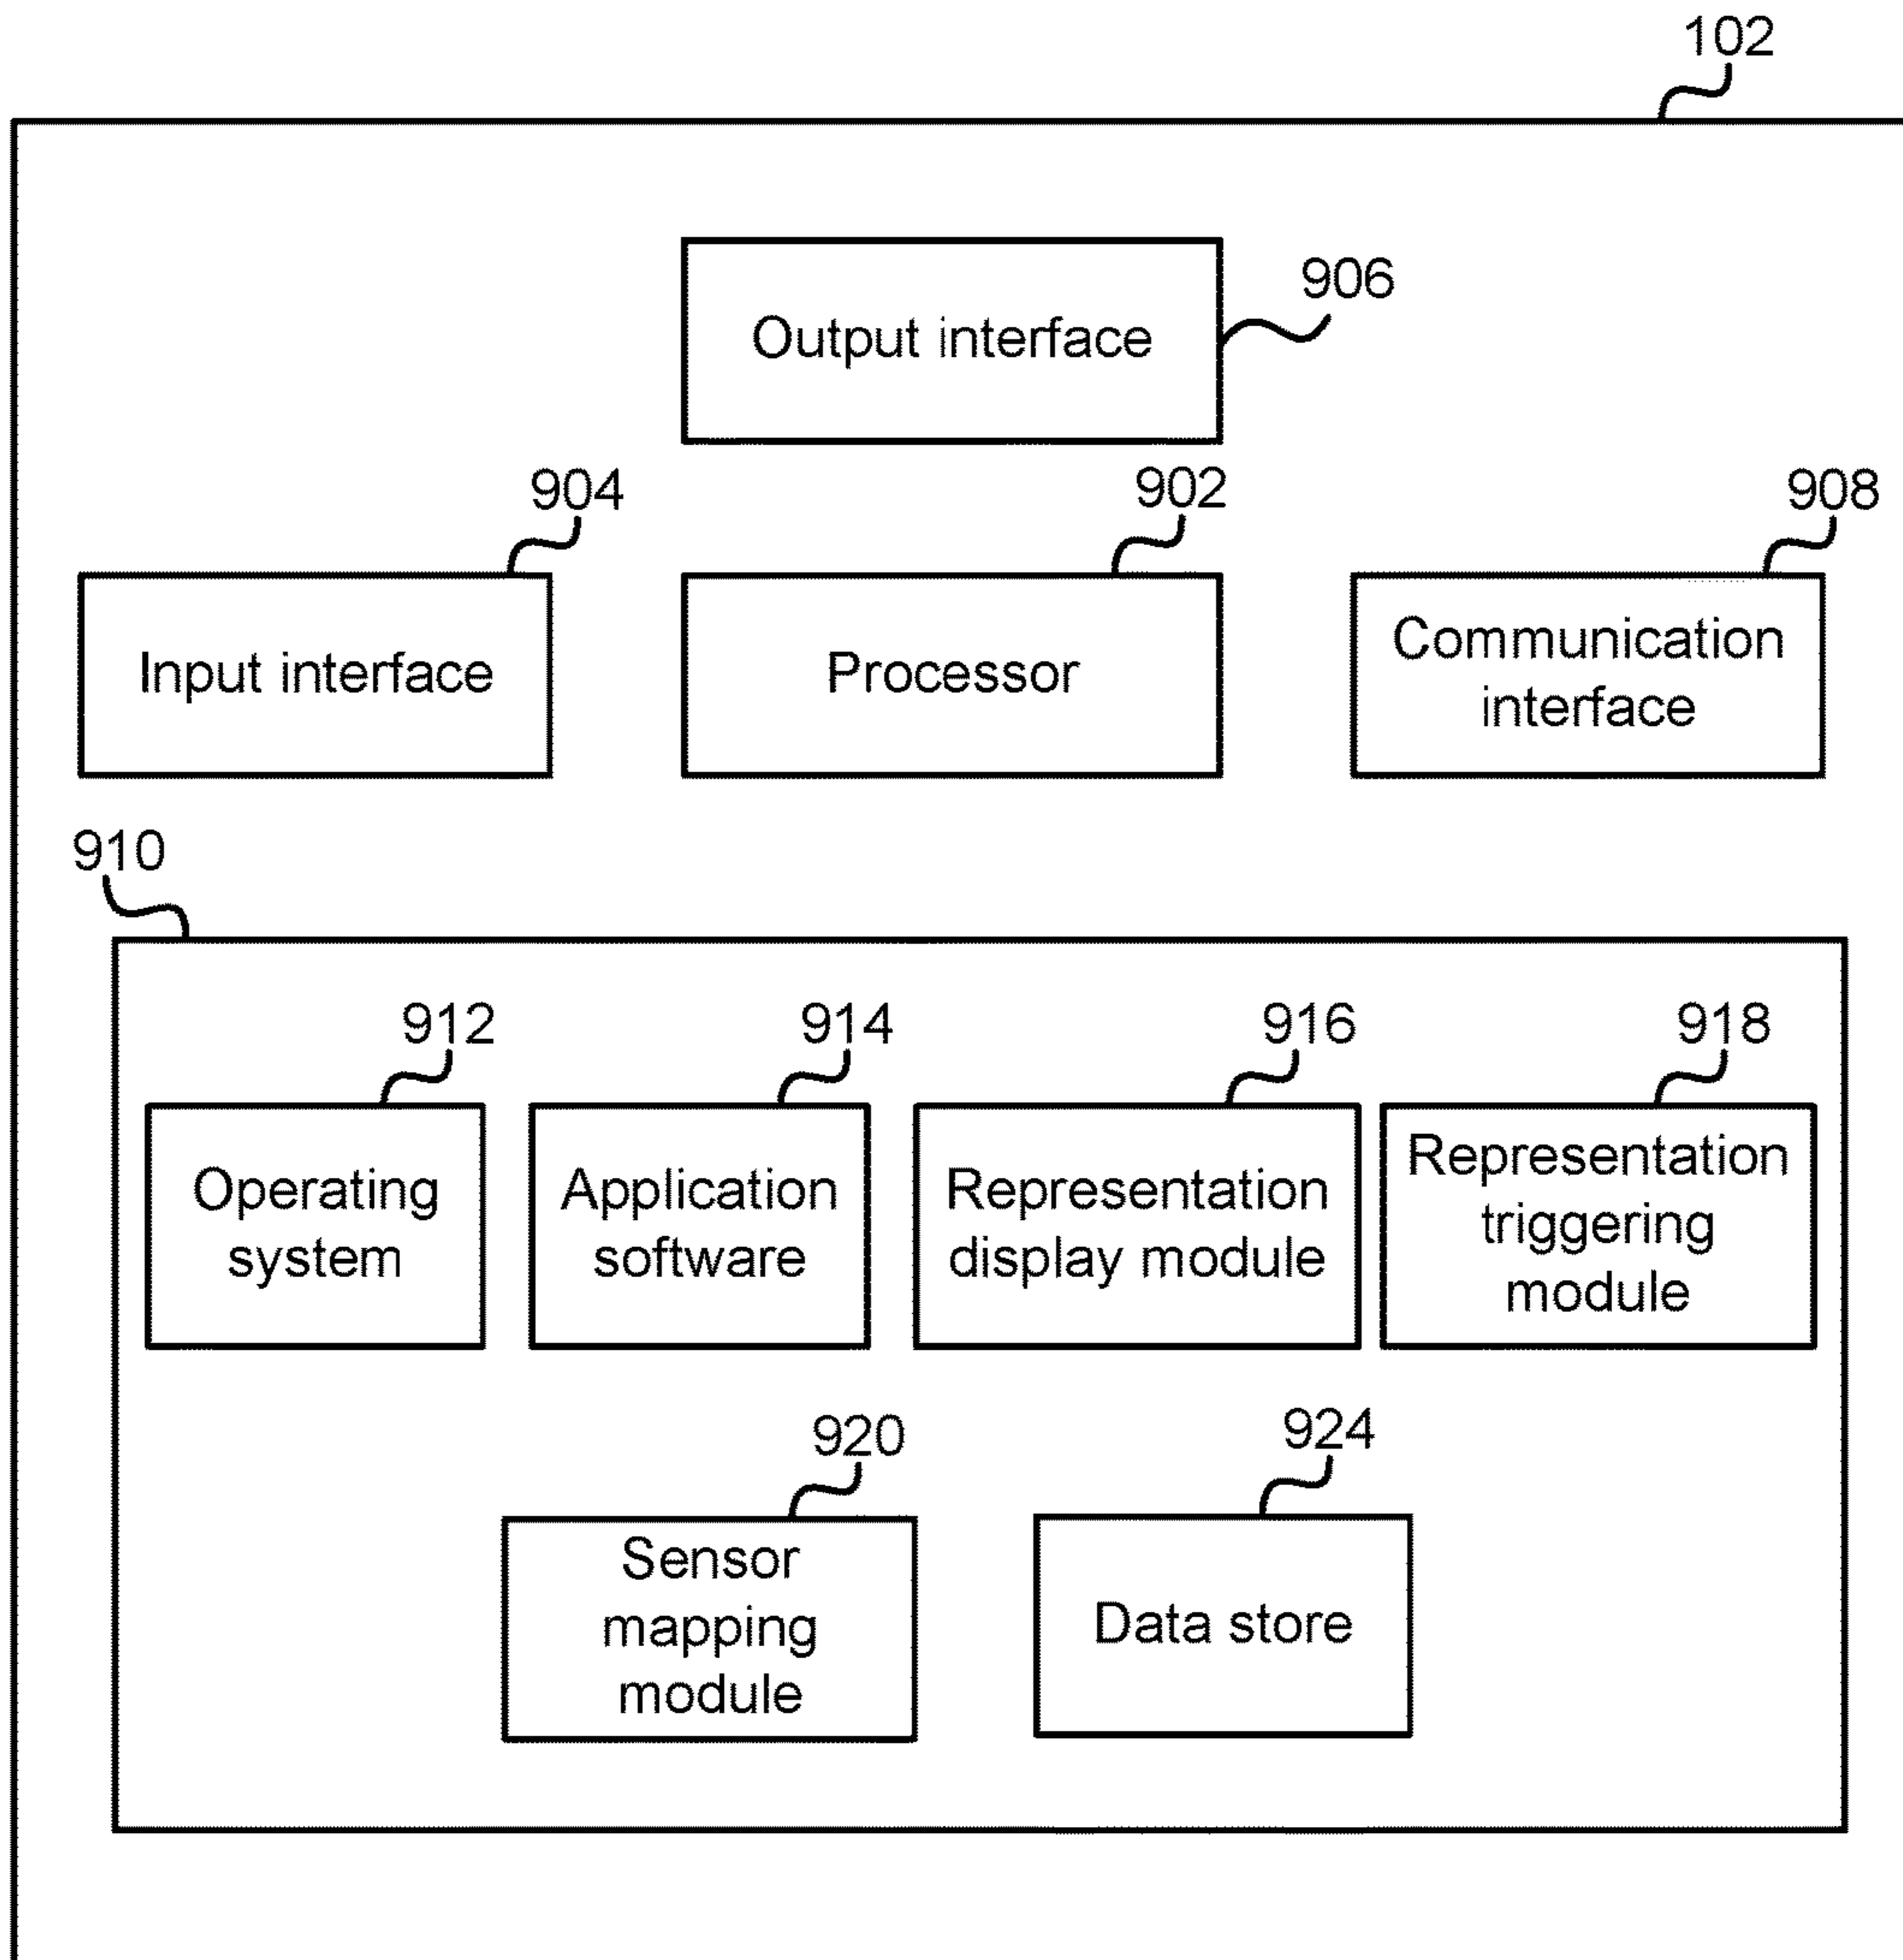 102
906
Output interface
904
902
908
Input interface
Processor
Communication
interface
910
912
914
916
918
Operating
system
Application
software
Representation
display module
Representation
triggering
module
920
924
Sensor
mapping
module
Data store